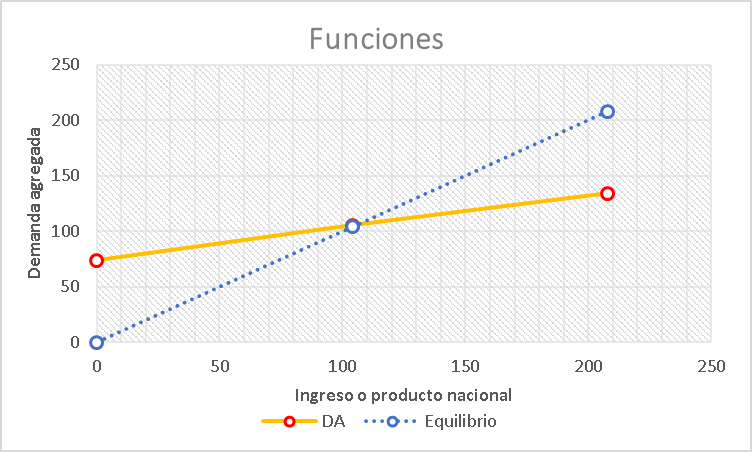 Funciones
250
200
150
100
50
0
Demanda agregada
0 50 100 150 200 250
Ingreso o producto nacional
DA Equilibrio